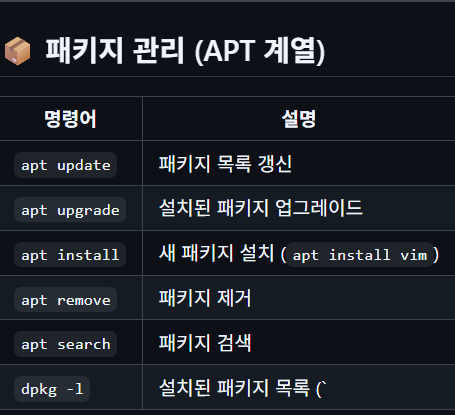 📦 패키지 관리 (APT 계열)
명령어 설명
apt update 패키지 목록 갱신
apt upgrade 설치된 패키지 업그레이드
apt install 새 패키지 설치 (apt install vim)
apt remove 패키지 제거
apt search 패키지 검색
dpkg -l 설치된 패키지 목록 (`